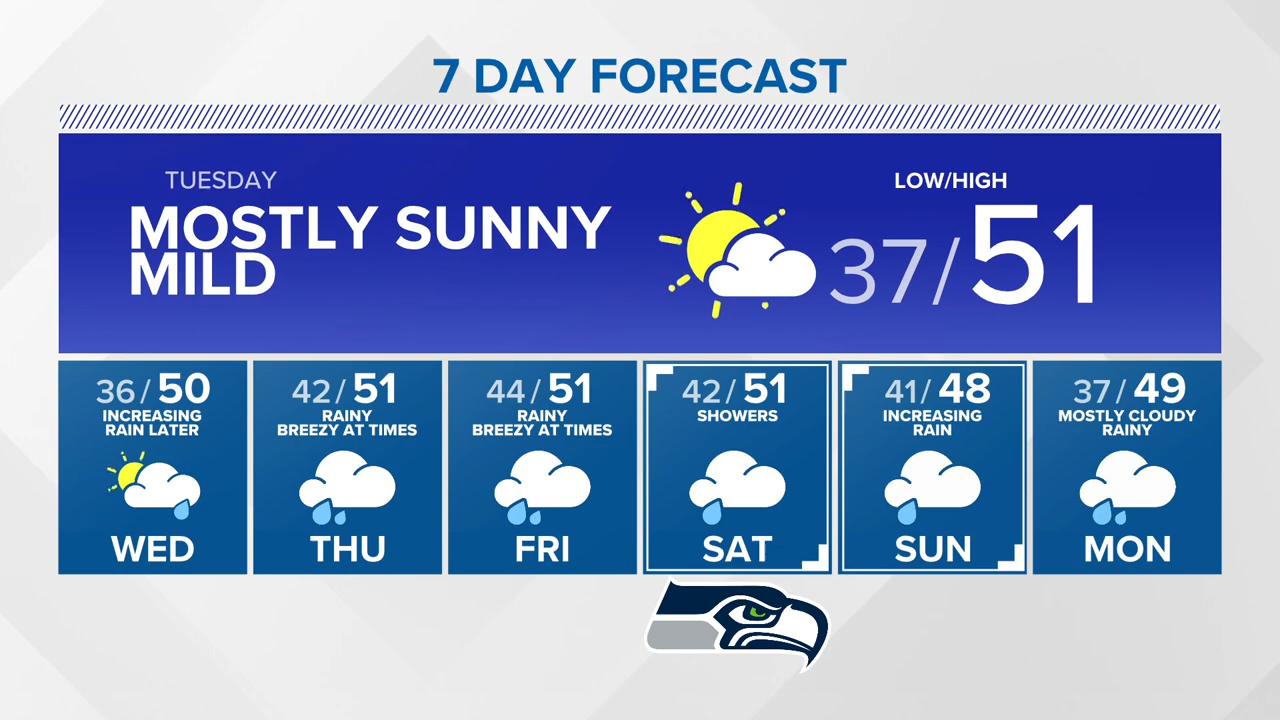 7 DAY FORECAST
TUESDAY
MOSTLY SUNNY
MILD
LOW/HIGH
37/51
36/50
INCREASING
RAIN LATER
WED
42/51
RAINY
BREEZY AT TIMES
THU
44/51
RAINY
BREEZY AT TIMES
FRI
42/51
SHOWERS
SAT
41/48
INCREASING
RAIN
SUN
37/49
MOSTLY CLOUDY
RAINY
MON